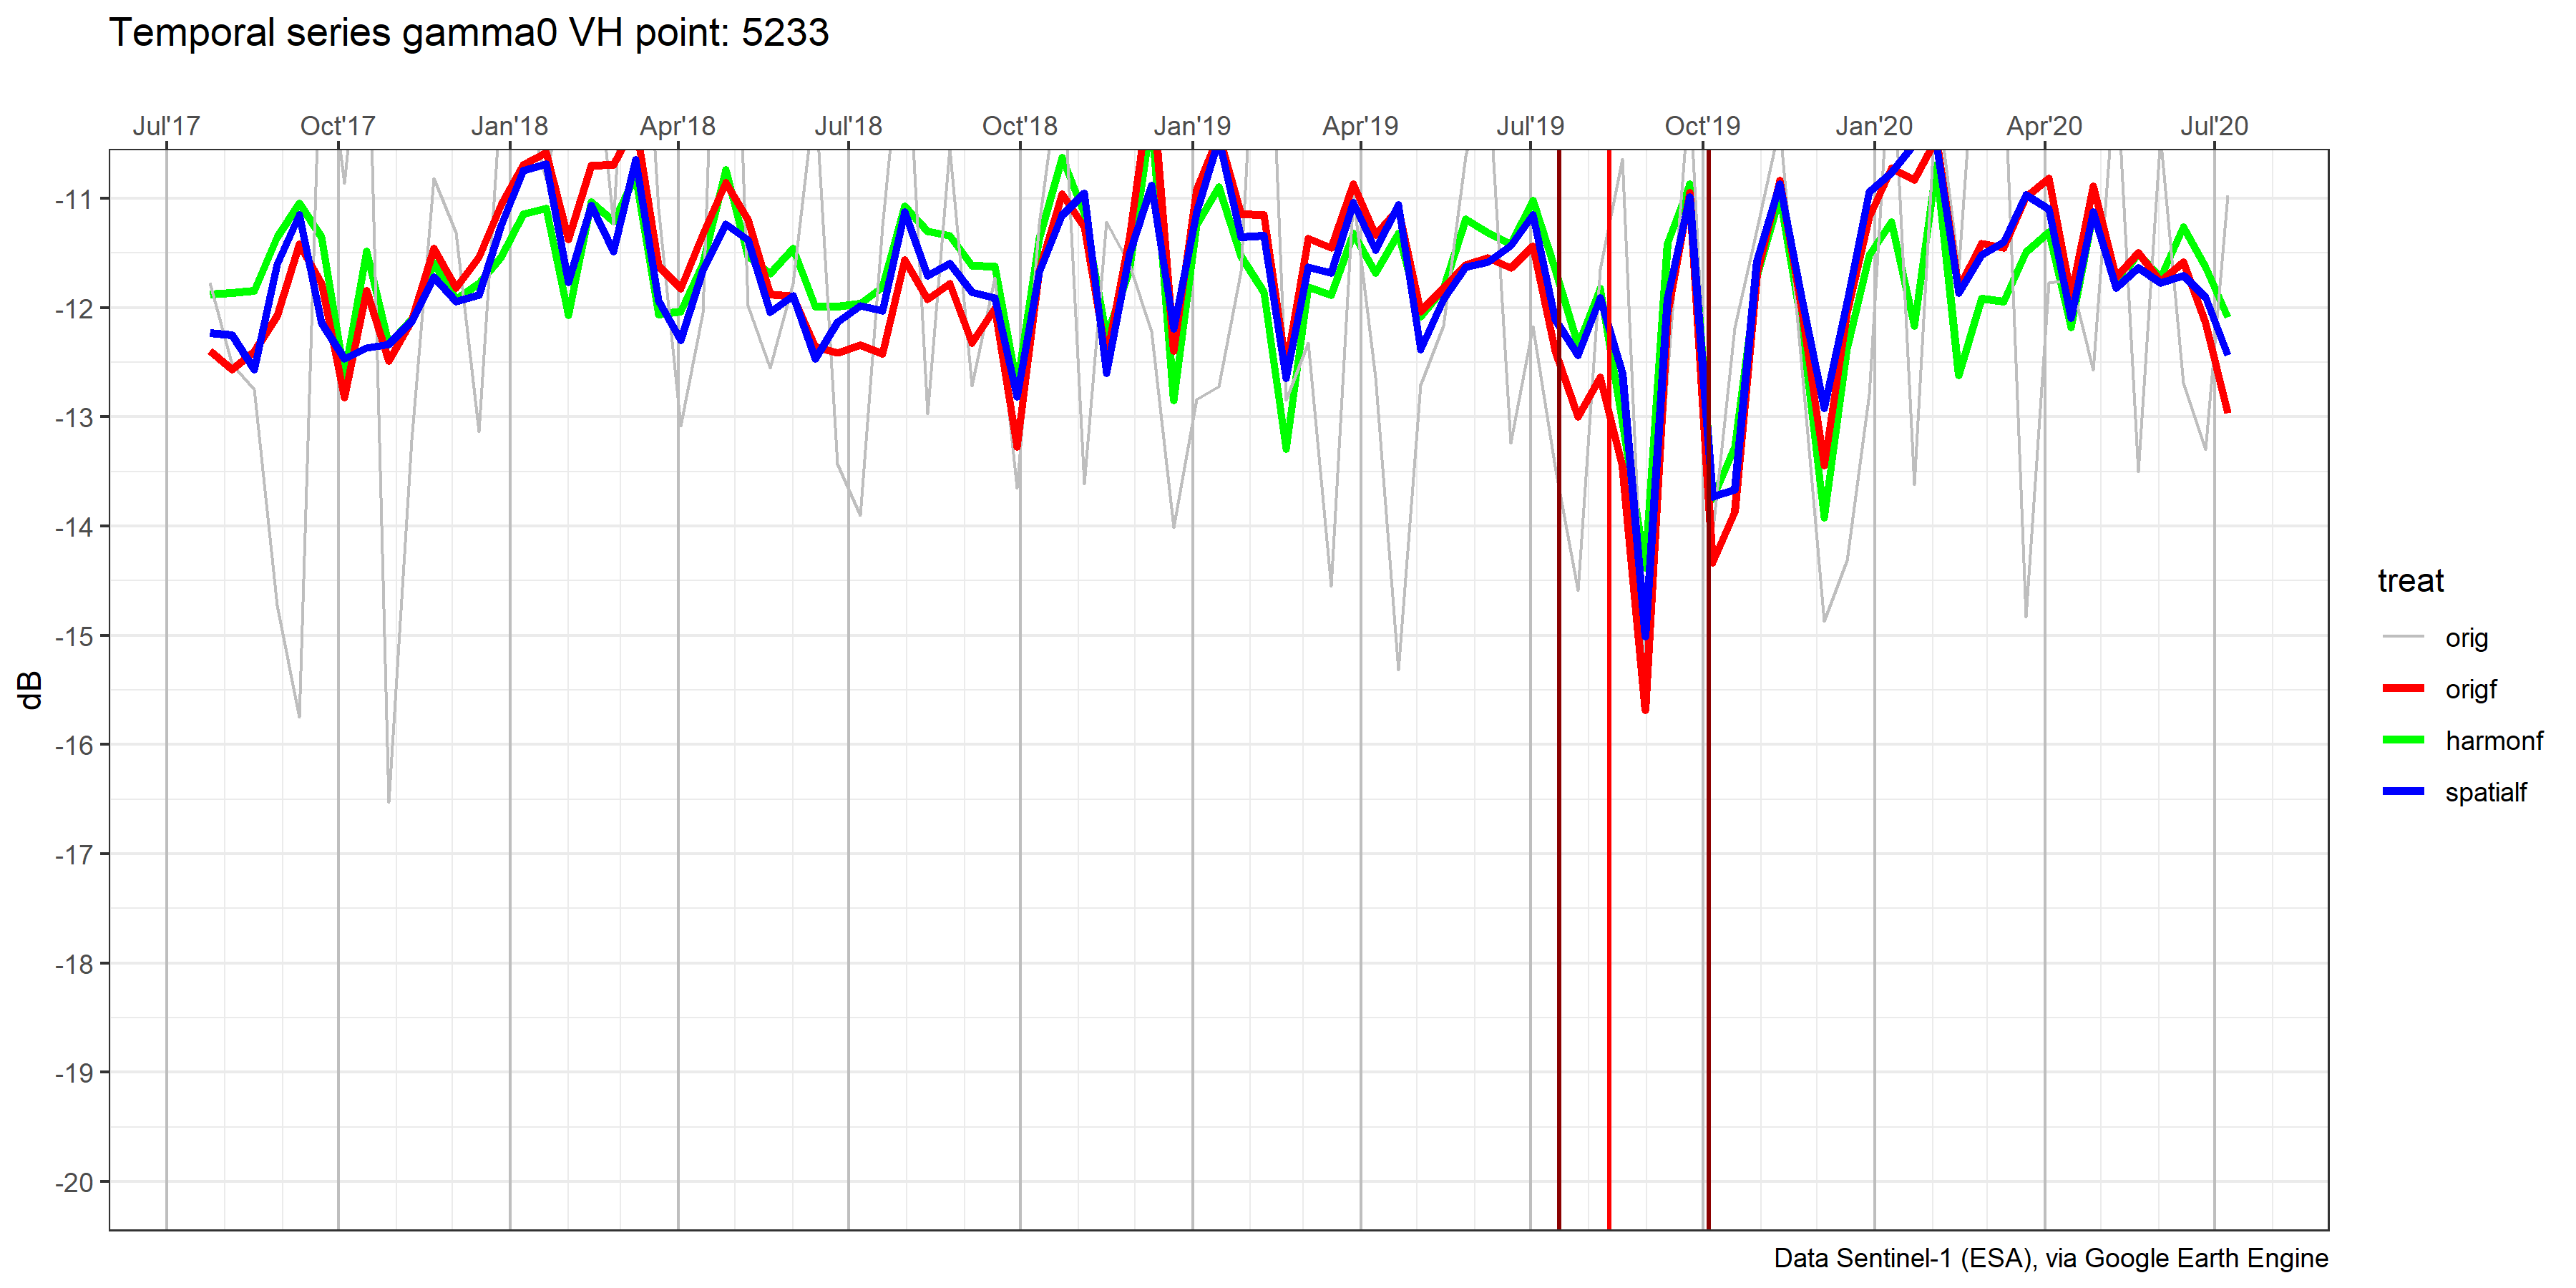 Temporal series gamma0 VH point: 5233
Jul'17 Oct'17 Jan'18 Apr'18 Jul'18 Oct'18 Jan'19 Apr'19 Jul'19 Oct'19 Jan'20 Apr'20 Jul'20
-11
-12
-13
-14
-15
-16
-17
-18
-19
-20
dB
treat
orig
origf
harmonf
spatialf
Data Sentinel-1 (ESA), via Google Earth Engine